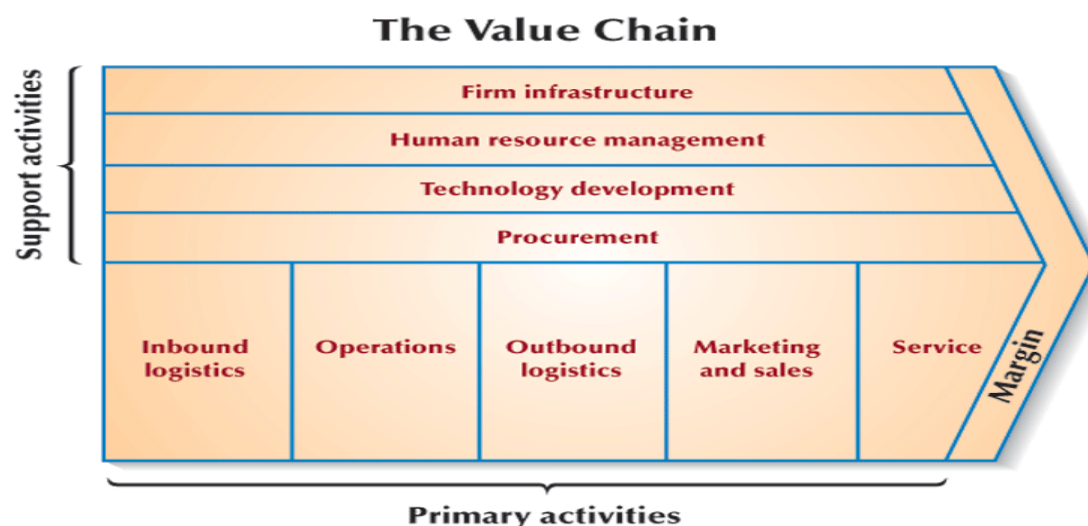 The Value Chain
Support activities
Firm infrastructure
Human resource management
Technology development
Procurement
Inbound
logistics
Operations
Outbound
logistics
Marketing
and sales
Service
Margin
Primary activities